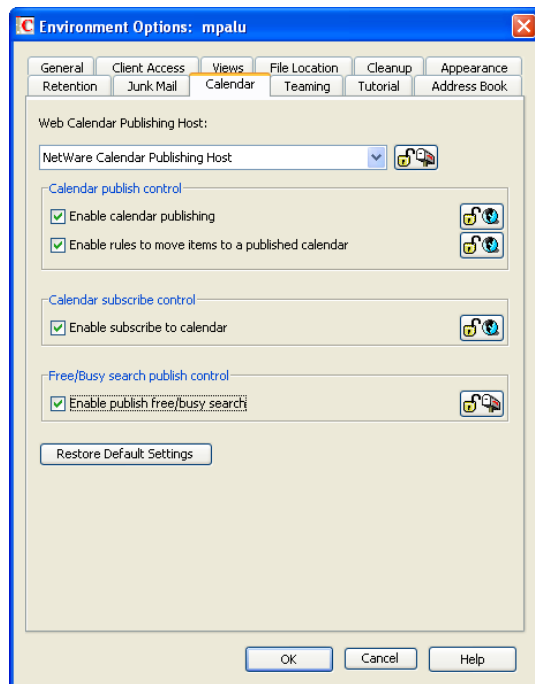 Environment Options: mpalu
General Client Access Views File Location Cleanup Appearance
Retention Junk Mail Calendar Teaming Tutorial Address Book
Web Calendar Publishing Host:
NetWare Calendar Publishing Host
Calendar publish control
Enable calendar publishing
Enable rules to move items to a published calendar
Calendar subscribe control
Enable subscribe to calendar
Free/Busy search publish control
Enable publish free/busy search
Restore Default Settings
OK Cancel Help